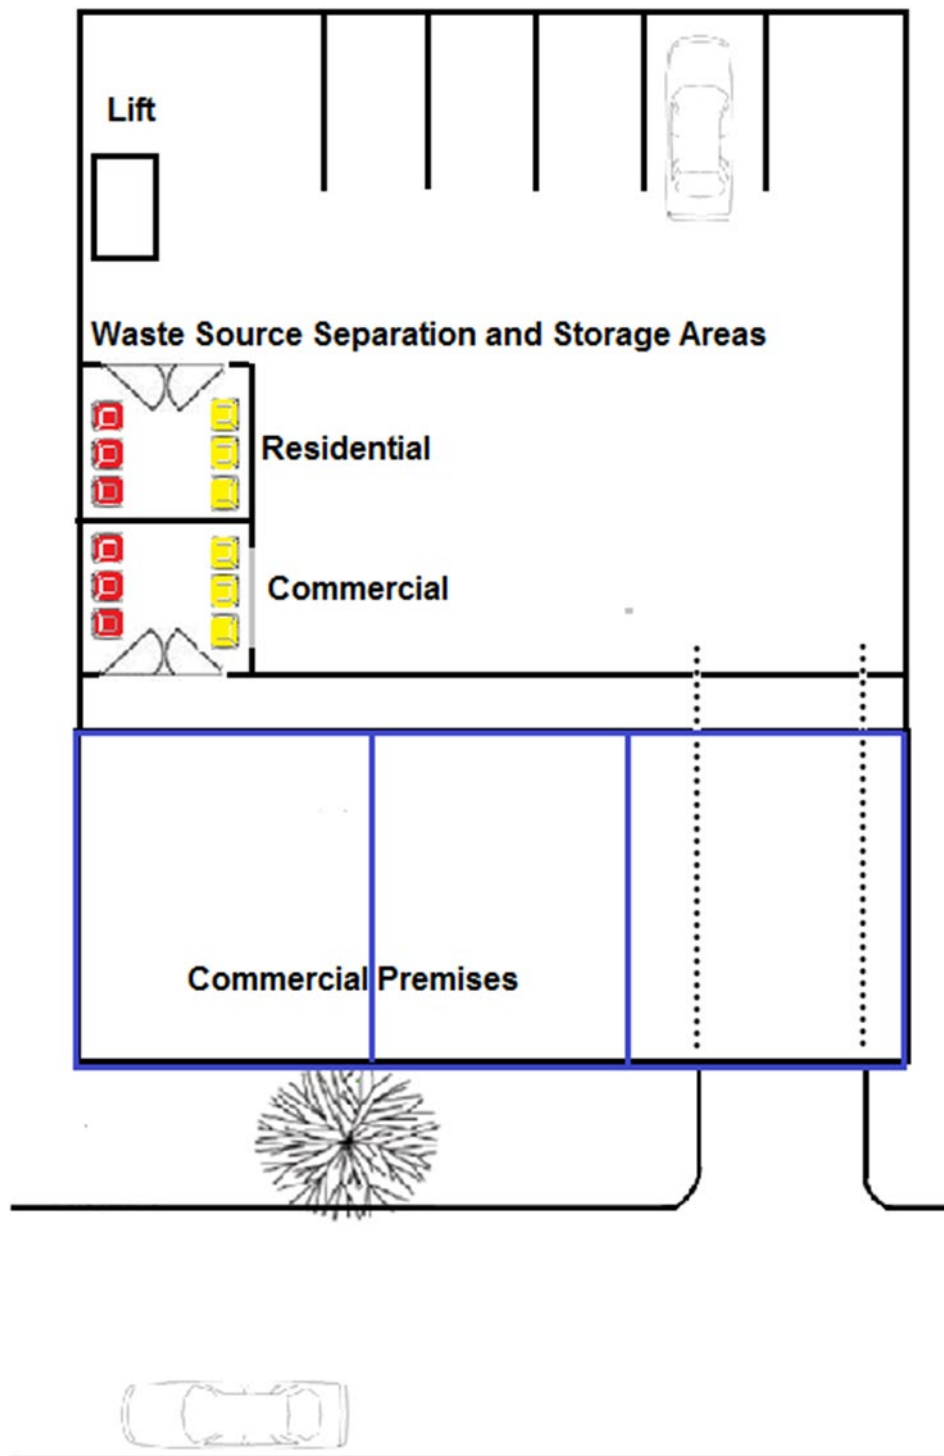 Lift
Waste Source Separation and Storage Areas
Residential
Commercial
Commercial Premises